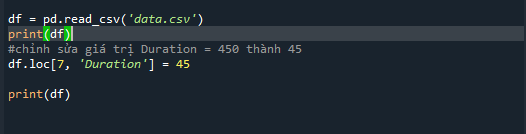 df = pd.read_csv('data.csv')
print(df)
#chỉnh sửa giá trị Duration = 450 thành 45
df.loc[7, 'Duration'] = 45
print(df)